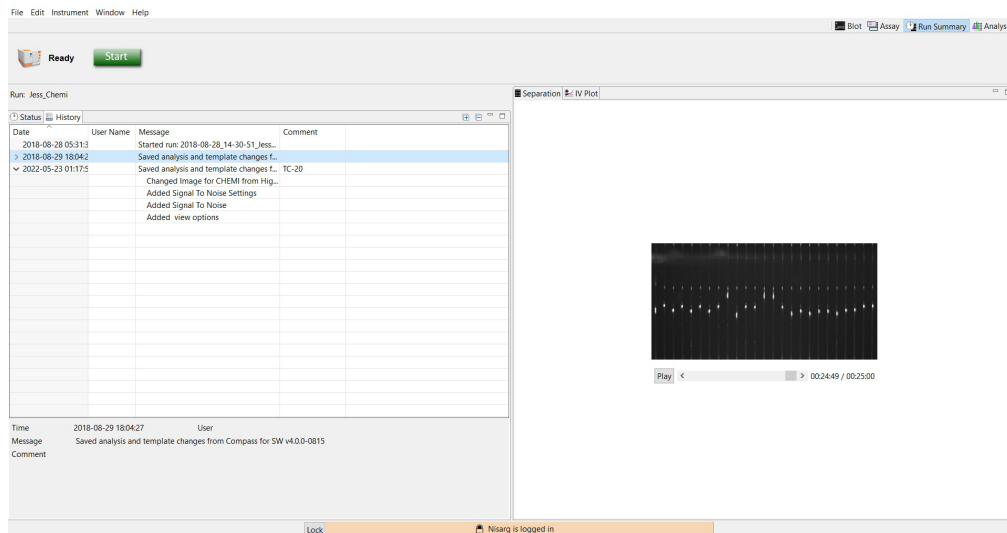 File Edit Instrument Window Help
Blot Assay Run Summary Analys
Ready Start
Run: Jess_Chemi
Separation IV Plot
Status History
Date User Name Message Comment
2018-08-28 05:31:3 Started run: 2018-08-28_14-30-51_Jess...
2018-08-29 18:04:2 Saved analysis and template changes f...
2022-05-23 01:17:5 Saved analysis and template changes f... TC-20
Changed Image for CHEMI from Hig...
Added Signal To Noise Settings
Added Signal To Noise
Added view options
Play < > 00:24:49 / 00:25:00
Time 2018-08-29 18:04:27 User
Message Saved analysis and template changes from Compass for SW v4.0.0-0815
Comment
Lock Nisarg is logged in